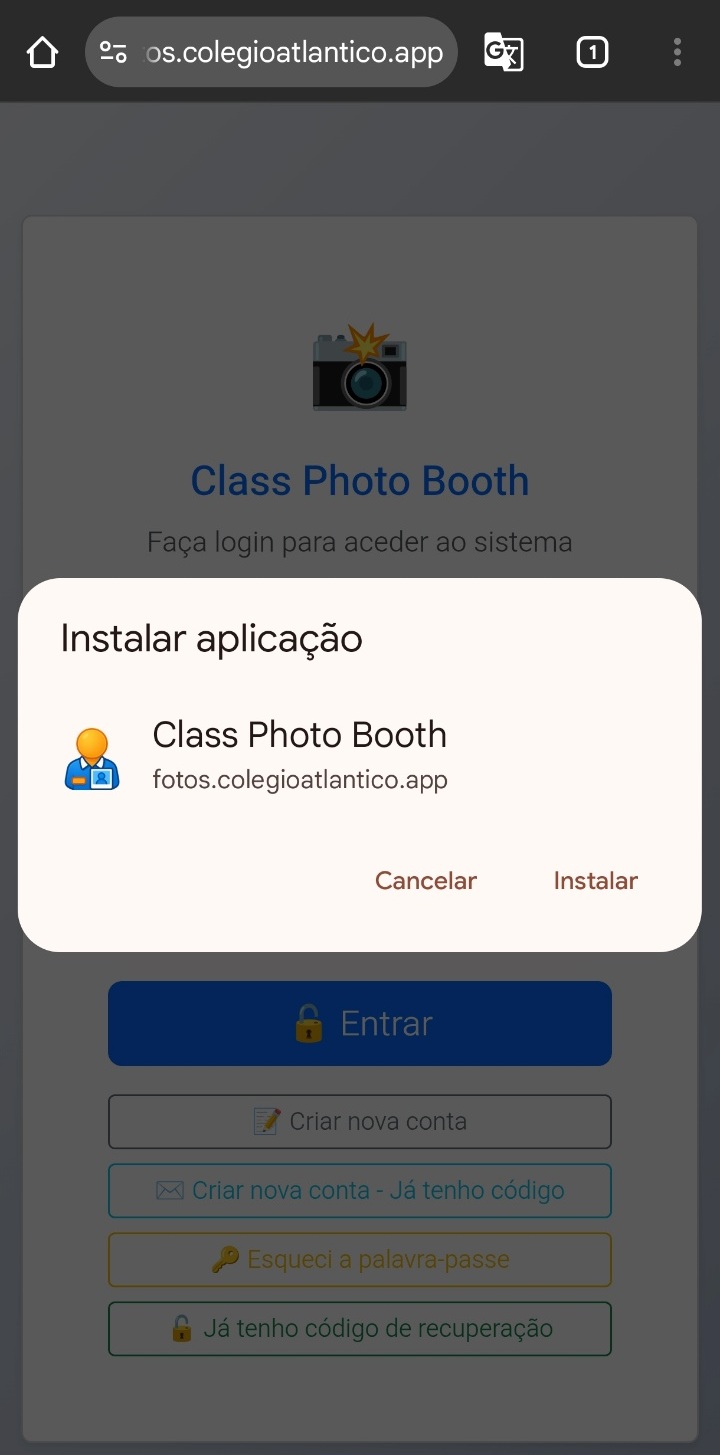 os.colegioatlantico.app
1
Class Photo Booth
Faça login para aceder ao sistema
Instalar aplicação
Class Photo Booth
fotos.colegioatlantico.app
Cancelar
Instalar
Entrar
Criar nova conta
Criar nova conta - Já tenho código
Esqueci a palavra-passe
Já tenho código de recuperação